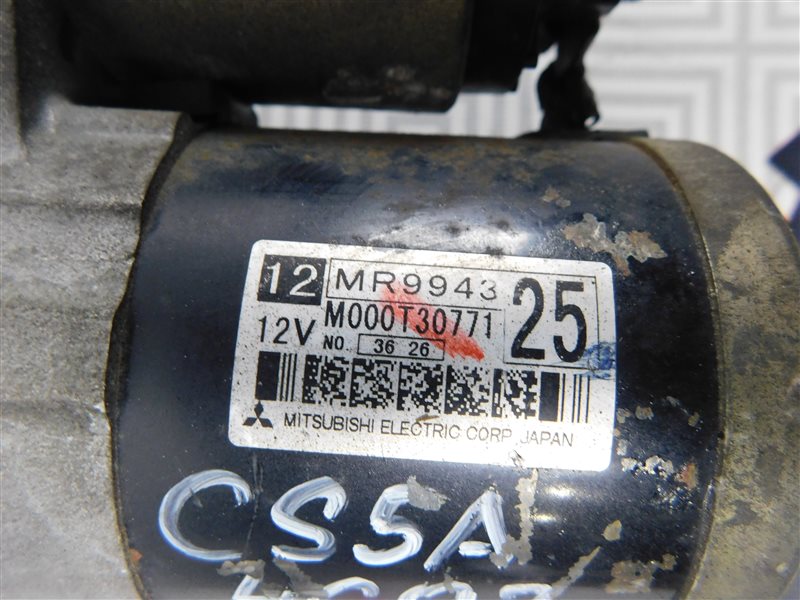 12 MR9943 25
12V M000T30771
NO. 36 26
MITSUBISHI ELECTRIC CORP. JAPAN
CS5A